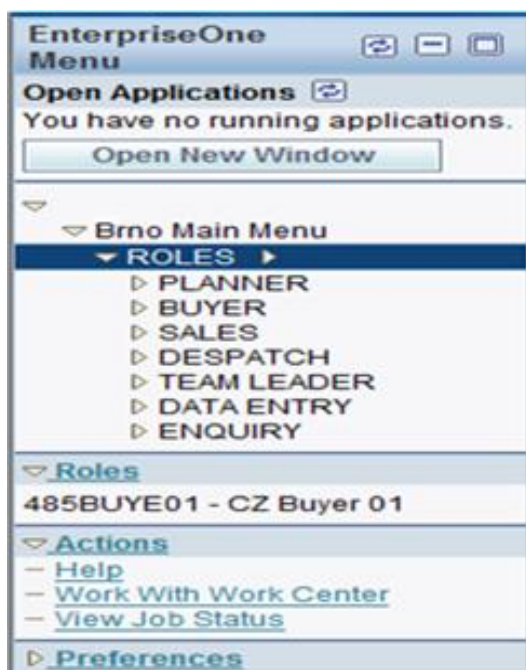 EnterpriseOne
Menu
Open Applications
You have no running applications.
Open New Window
Brno Main Menu
ROLES
PLANNER
BUYER
SALES
DESPATCH
TEAM LEADER
DATA ENTRY
ENQUIRY
Roles
485BUYE01 - CZ Buyer 01
Actions
– Help
– Work With Work Center
– View Job Status
Preferences